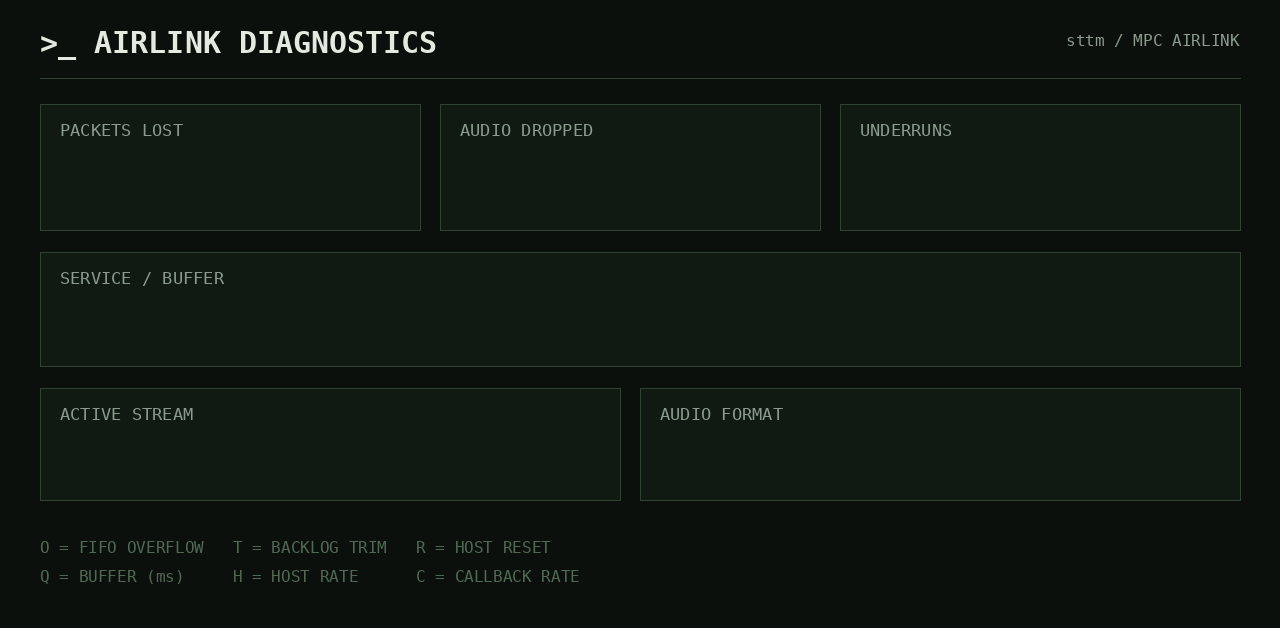 >_ AIRLINK DIAGNOSTICS
sttm / MPC AIRLINK
PACKETS LOST
AUDIO DROPPED
UNDERRUNS
SERVICE / BUFFER
ACTIVE STREAM
AUDIO FORMAT
O = FIFO OVERFLOW T = BACKLOG TRIM R = HOST RESET
Q = BUFFER (ms) H = HOST RATE C = CALLBACK RATE